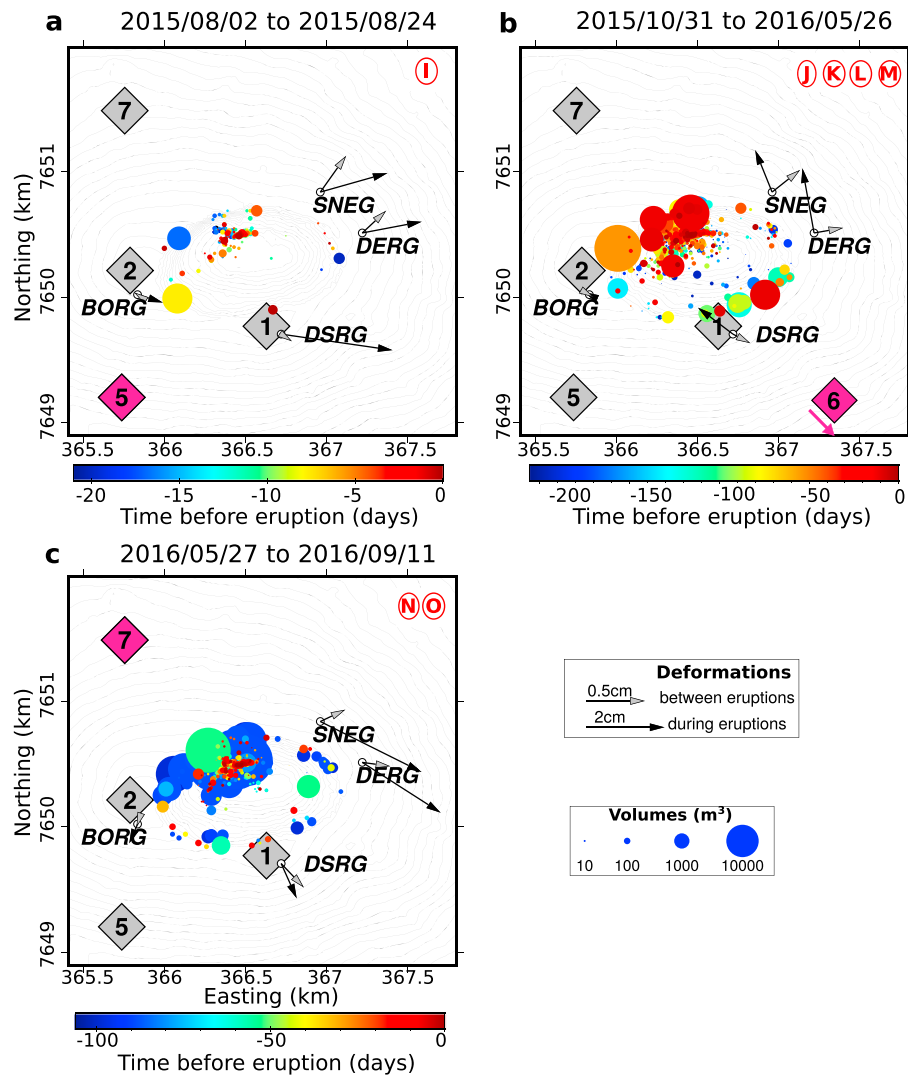 a 2015/08/02 to 2015/08/24
I
7
SNEG
DERG
2
BORG
1
DSRG
5
Northing (km)
7651
7650
7649
365.5 366 366.5 367 367.5
-20 -15 -10 -5 0
Time before eruption (days)
b 2015/10/31 to 2016/05/26
J K L M
7
SNEG
DERG
2
BORG
1
DSRG
5
6
7651
7650
7649
365.5 366 366.5 367 367.5
-200 -150 -100 -50 0
Time before eruption (days)
c 2016/05/27 to 2016/09/11
N O
7
SNEG
DERG
2
BORG
1
DSRG
5
Northing (km)
7651
7650
7649
365.5 366 366.5 367 367.5
Easting (km)
-100 -50 0
Time before eruption (days)
Deformations
0.5cm between eruptions
2cm during eruptions
Volumes (m³)
10 100 1000 10000